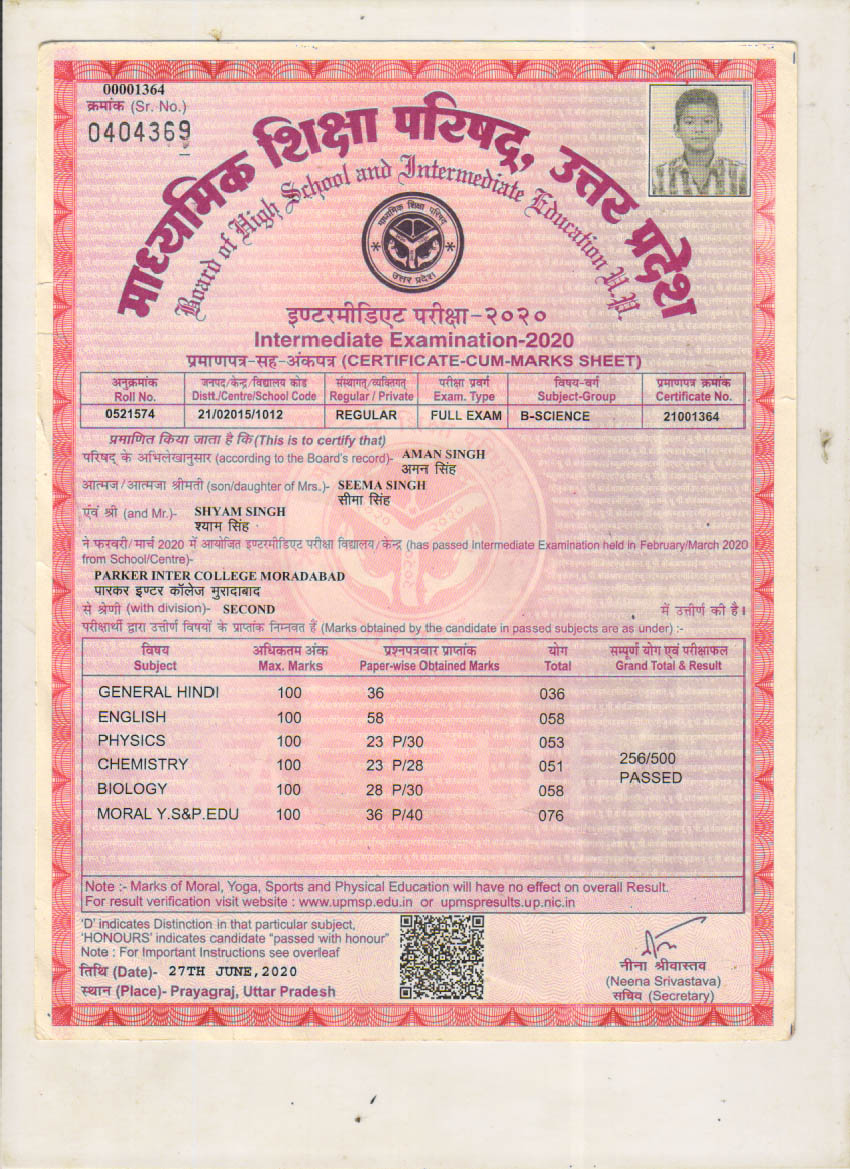 00001364
क्रमांक (Sr. No.)
0404369
माध्यमिक शिक्षा परिषद्, उत्तर प्रदेश
Board of High School and Intermediate Education U.P.
माध्यमिक शिक्षा परिषद्
उत्तर प्रदेश
इण्टरमीडिएट परीक्षा-२०२०
Intermediate Examination-2020
प्रमाणपत्र-सह-अंकपत्र (CERTIFICATE-CUM-MARKS SHEET)
अनुक्रमांक जनपद/केन्द्र/विद्यालय कोड संस्थागत/व्यक्तिगत् परीक्षा प्रवर्ग विषय-वर्ग प्रमाणपत्र क्रमांक
Roll No. Distt./Centre/School Code Regular / Private Exam. Type Subject-Group Certificate No.
0521574 21/02015/1012 REGULAR FULL EXAM B-SCIENCE 21001364
प्रमाणित किया जाता है कि (This is to certify that)
परिषद् के अभिलेखानुसार (according to the Board's record)- AMAN SINGH
अमन सिंह
आत्मज/आत्मजा श्रीमती (son/daughter of Mrs.)- SEEMA SINGH
सीमा सिंह
एंवं श्री (and Mr.)- SHYAM SINGH
श्याम सिंह
ने फरवरी/मार्च 2020 में आयोजित इण्टरमीडिएट परीक्षा विद्यालय/केन्द्र (has passed Intermediate Examination held in February/March 2020
from School/Centre)-
PARKER INTER COLLEGE MORADABAD
पारकर इण्टर कॉलेज मुरादाबाद
से श्रेणी (with division)- SECOND में उत्तीर्ण की है।
परीक्षार्थी द्वारा उत्तीर्ण विषयों के प्राप्तांक निम्नवत हैं (Marks obtained by the candidate in passed subjects are as under) :-
विषय अधिकतम अंक प्रश्नपत्रवार प्राप्तांक योग सम्पूर्ण योग एवं परीक्षाफल
Subject Max. Marks Paper-wise Obtained Marks Total Grand Total & Result
GENERAL HINDI 100 36 036
ENGLISH 100 58 058
PHYSICS 100 23 P/30 053
CHEMISTRY 100 23 P/28 051 256/500
BIOLOGY 100 28 P/30 058 PASSED
MORAL Y.S&P.EDU 100 36 P/40 076
Note :- Marks of Moral, Yoga, Sports and Physical Education will have no effect on overall Result.
For result verification visit website : www.upmsp.edu.in or upmspresults.up.nic.in
'D' indicates Distinction in that particular subject,
'HONOURS' indicates candidate "passed with honour"
Note : For Important Instructions see overleaf
तिथि (Date)- 27TH JUNE,2020
स्थान (Place)- Prayagraj, Uttar Pradesh
नीना श्रीवास्तव
(Neena Srivastava)
सचिव (Secretary)